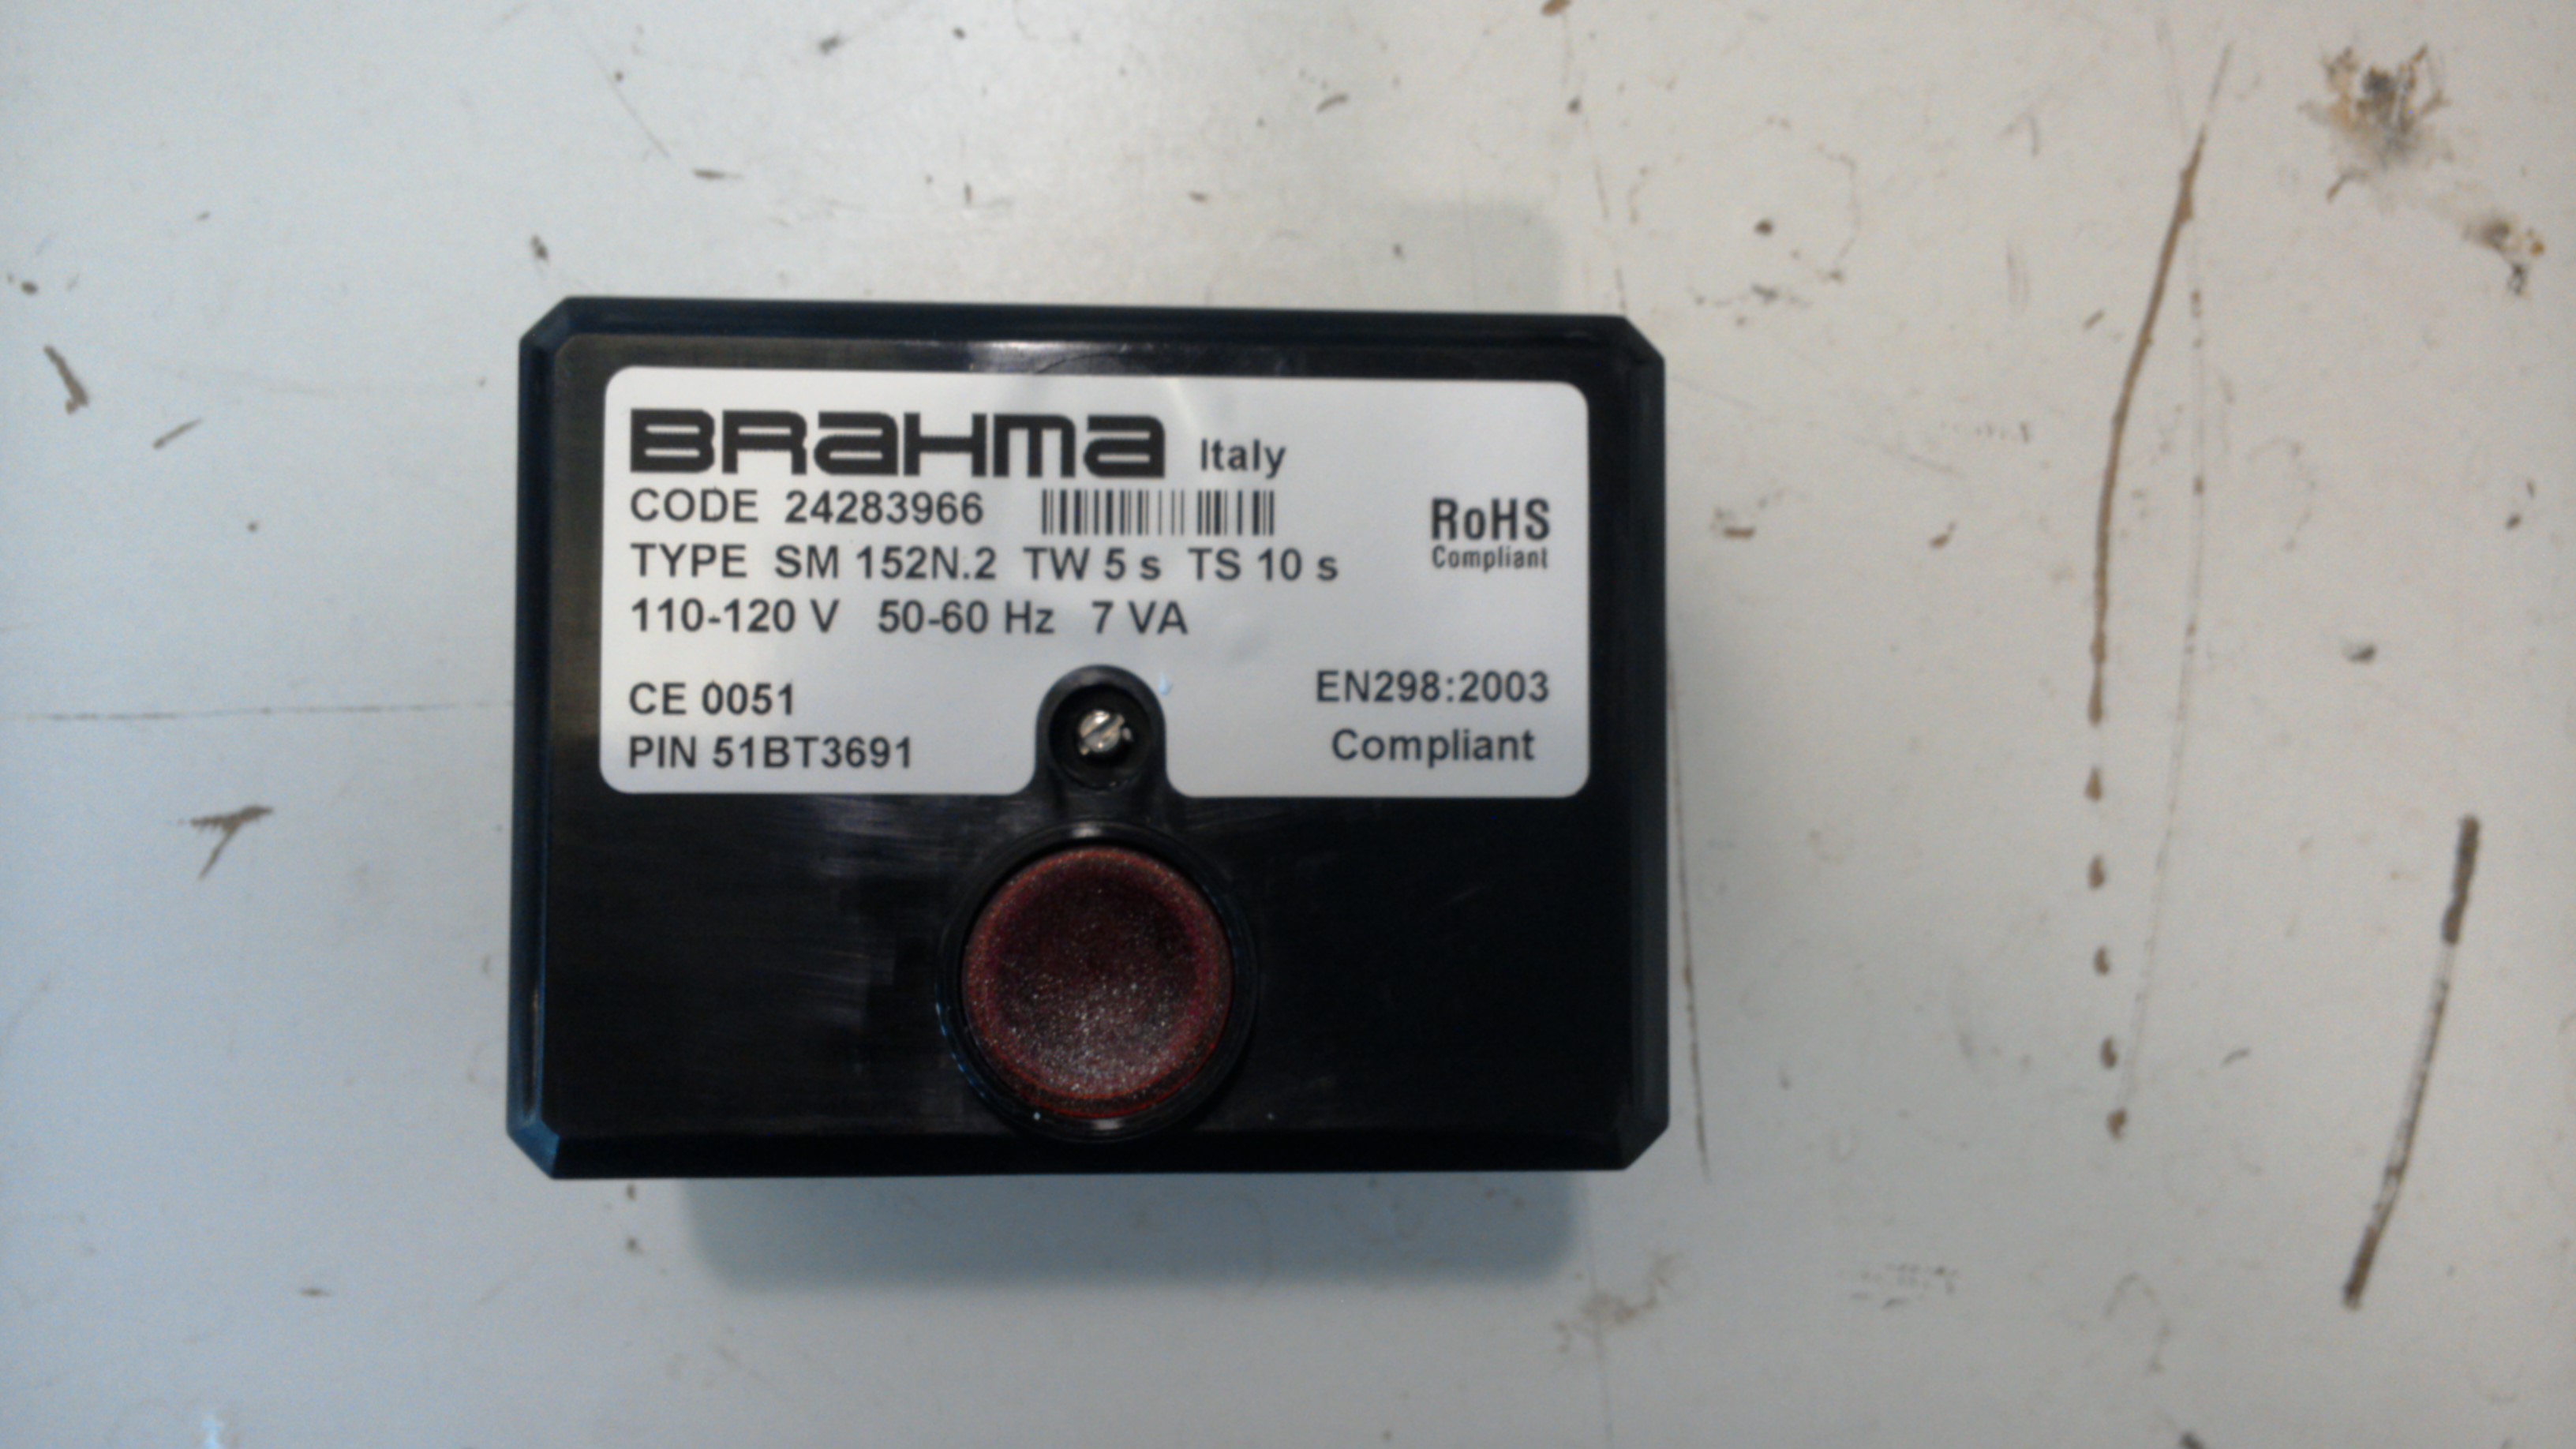 BRAHMA Italy
CODE 24283966
RoHS
Compliant
TYPE SM 152N.2 TW 5 s TS 10 s
110-120 V 50-60 Hz 7 VA
CE 0051
PIN 51BT3691
EN298:2003
Compliant